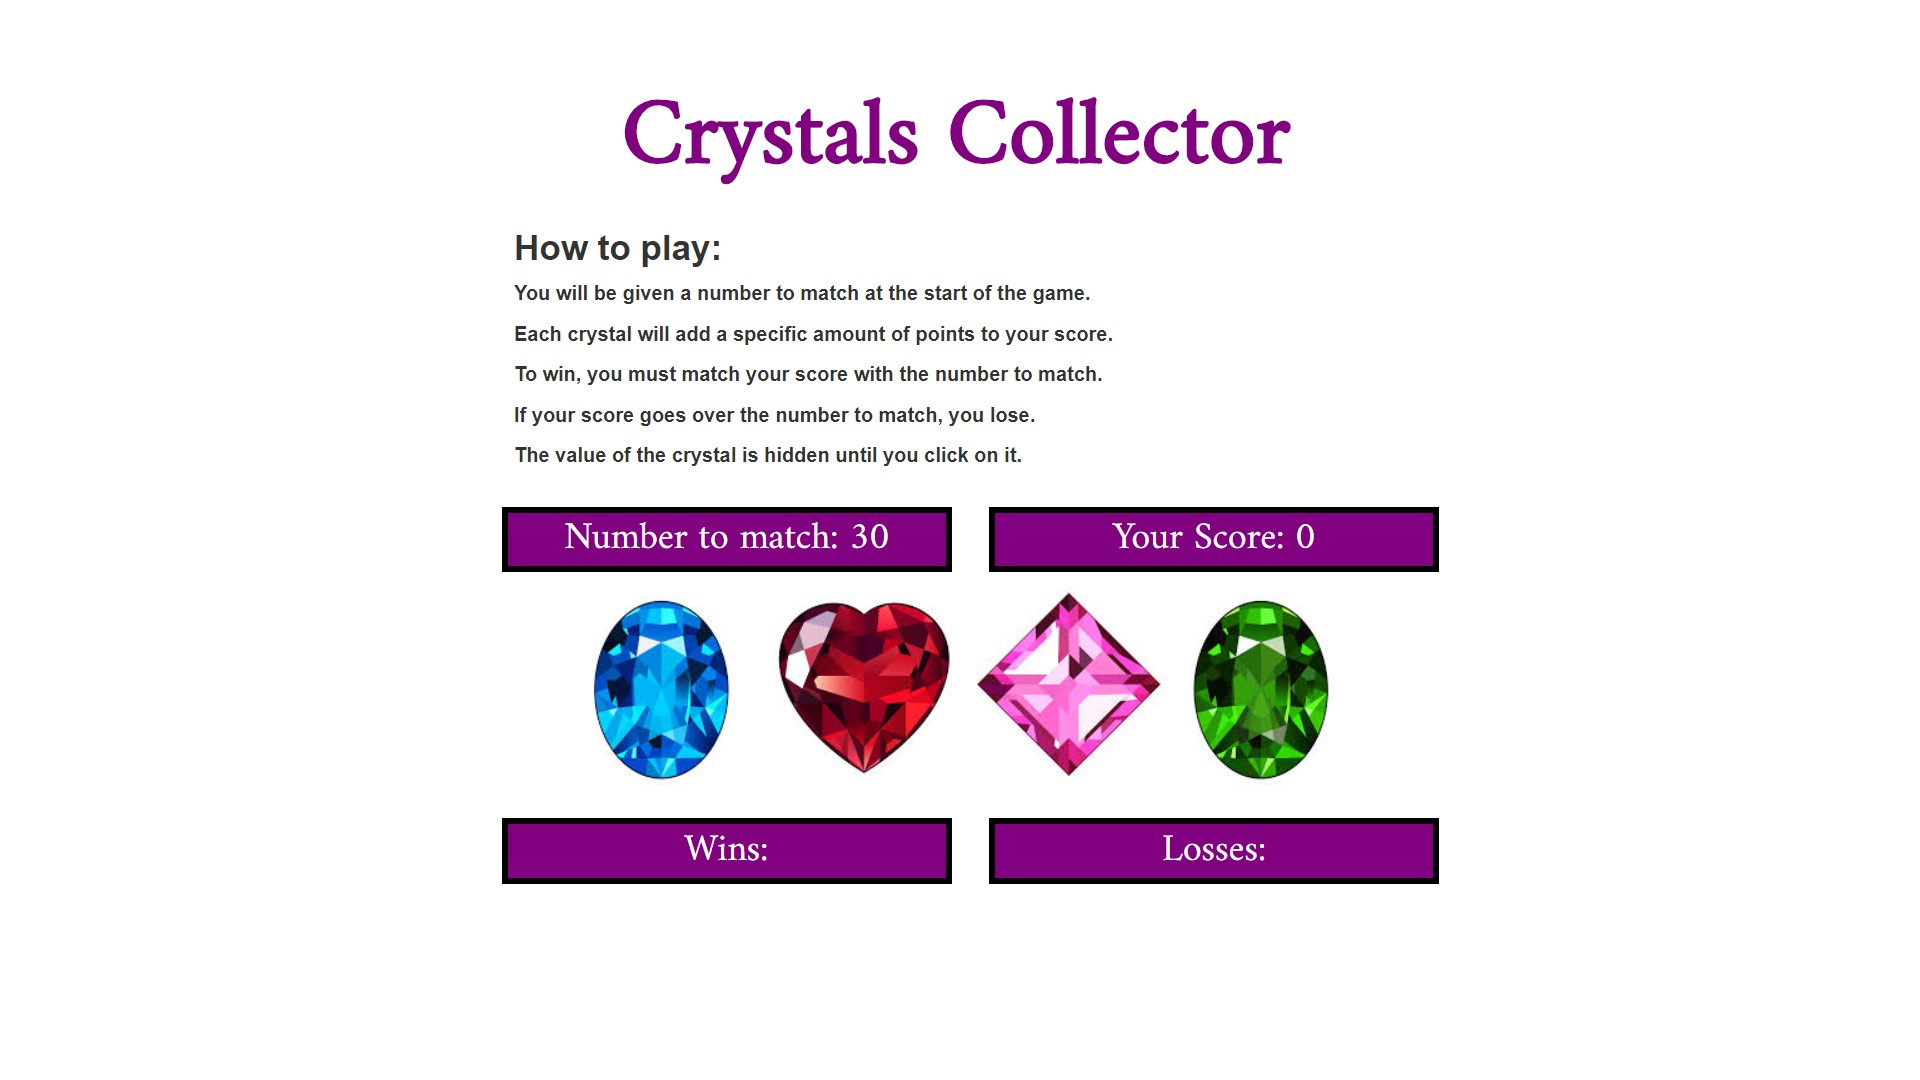 Crystals Collector
How to play:
You will be given a number to match at the start of the game.
Each crystal will add a specific amount of points to your score.
To win, you must match your score with the number to match.
If your score goes over the number to match, you lose.
The value of the crystal is hidden until you click on it.
Number to match: 30
Your Score: 0
Wins:
Losses: